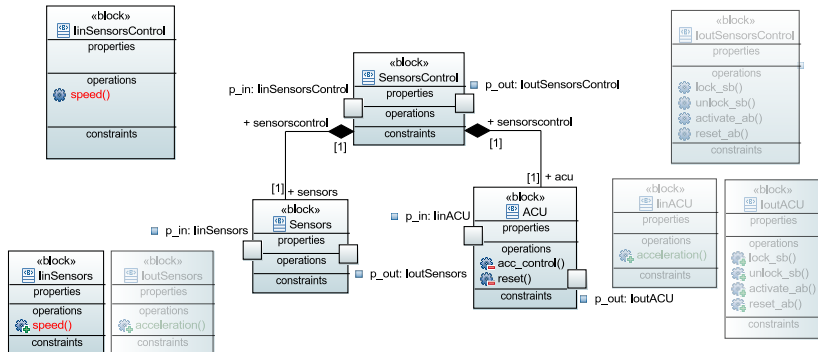 «block»
IinSensorsControl
properties
operations
speed()
constraints
«block»
SensorsControl
properties
operations
constraints
p_in: IinSensorsControl
p_out: IoutSensorsControl
«block»
IoutSensorsControl
properties
operations
lock_sb()
unlock_sb()
activate_ab()
reset_ab()
constraints
+ sensorscontrol
[1]
+ sensorscontrol
[1]
[1] + sensors
[1] + acu
«block»
Sensors
properties
operations
constraints
p_in: IinSensors
p_out: IoutSensors
«block»
ACU
properties
operations
acc_control()
reset()
constraints
p_in: IinACU
p_out: IoutACU
«block»
IinACU
properties
operations
acceleration()
constraints
«block»
IoutACU
properties
operations
lock_sb()
unlock_sb()
activate_ab()
reset_ab()
constraints
«block»
IinSensors
properties
operations
speed()
constraints
«block»
IoutSensors
properties
operations
acceleration()
constraints